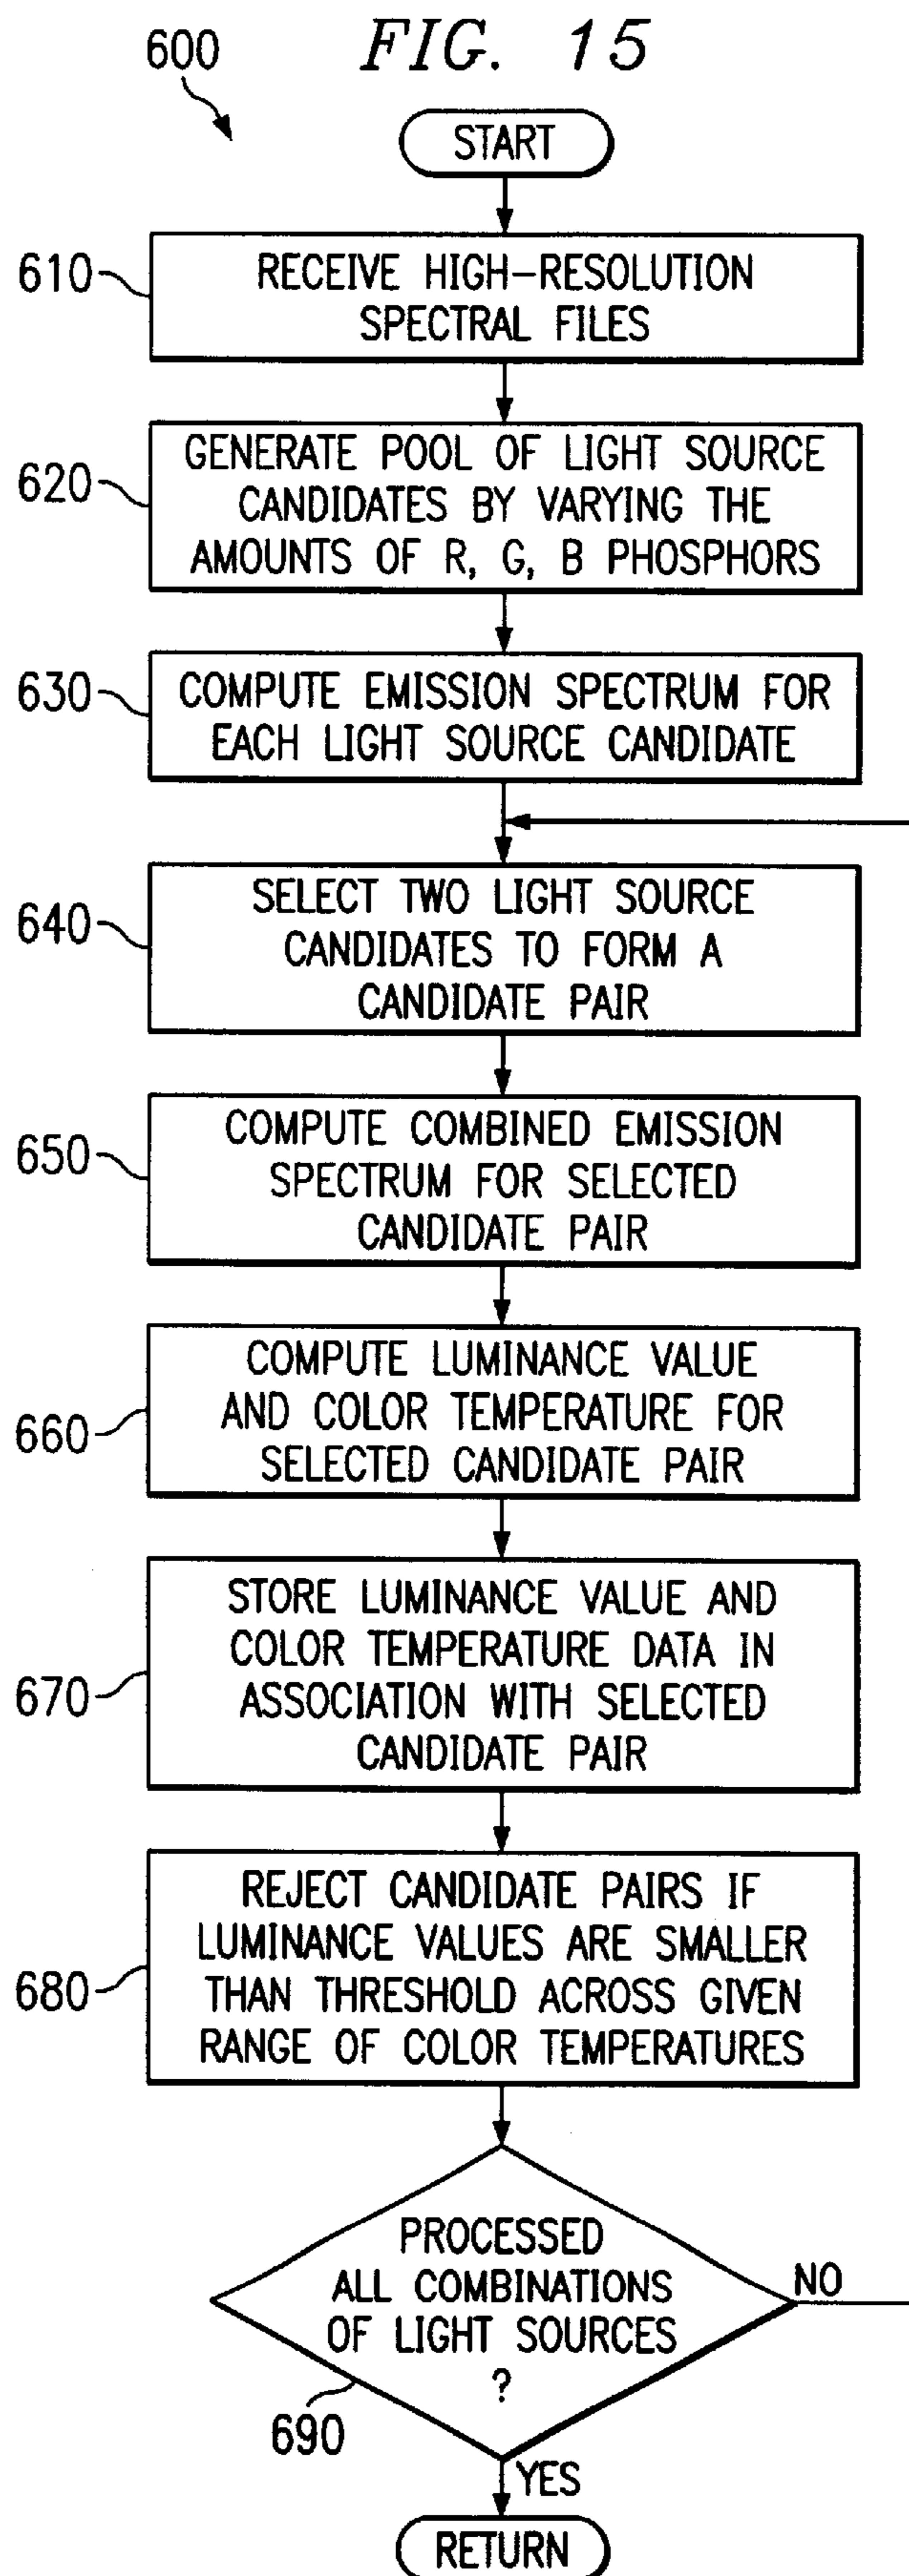 600
FIG. 15
START
610
RECEIVE HIGH-RESOLUTION
SPECTRAL FILES
620
GENERATE POOL OF LIGHT SOURCE
CANDIDATES BY VARYING THE
AMOUNTS OF R, G, B PHOSPHORS
630
COMPUTE EMISSION SPECTRUM FOR
EACH LIGHT SOURCE CANDIDATE
640
SELECT TWO LIGHT SOURCE
CANDIDATES TO FORM A
CANDIDATE PAIR
650
COMPUTE COMBINED EMISSION
SPECTRUM FOR SELECTED
CANDIDATE PAIR
660
COMPUTE LUMINANCE VALUE
AND COLOR TEMPERATURE FOR
SELECTED CANDIDATE PAIR
670
STORE LUMINANCE VALUE AND
COLOR TEMPERATURE DATA IN
ASSOCIATION WITH SELECTED
CANDIDATE PAIR
680
REJECT CANDIDATE PAIRS IF
LUMINANCE VALUES ARE SMALLER
THAN THRESHOLD ACROSS GIVEN
RANGE OF COLOR TEMPERATURES
PROCESSED
ALL COMBINATIONS
OF LIGHT SOURCES
?
NO
690
YES
RETURN